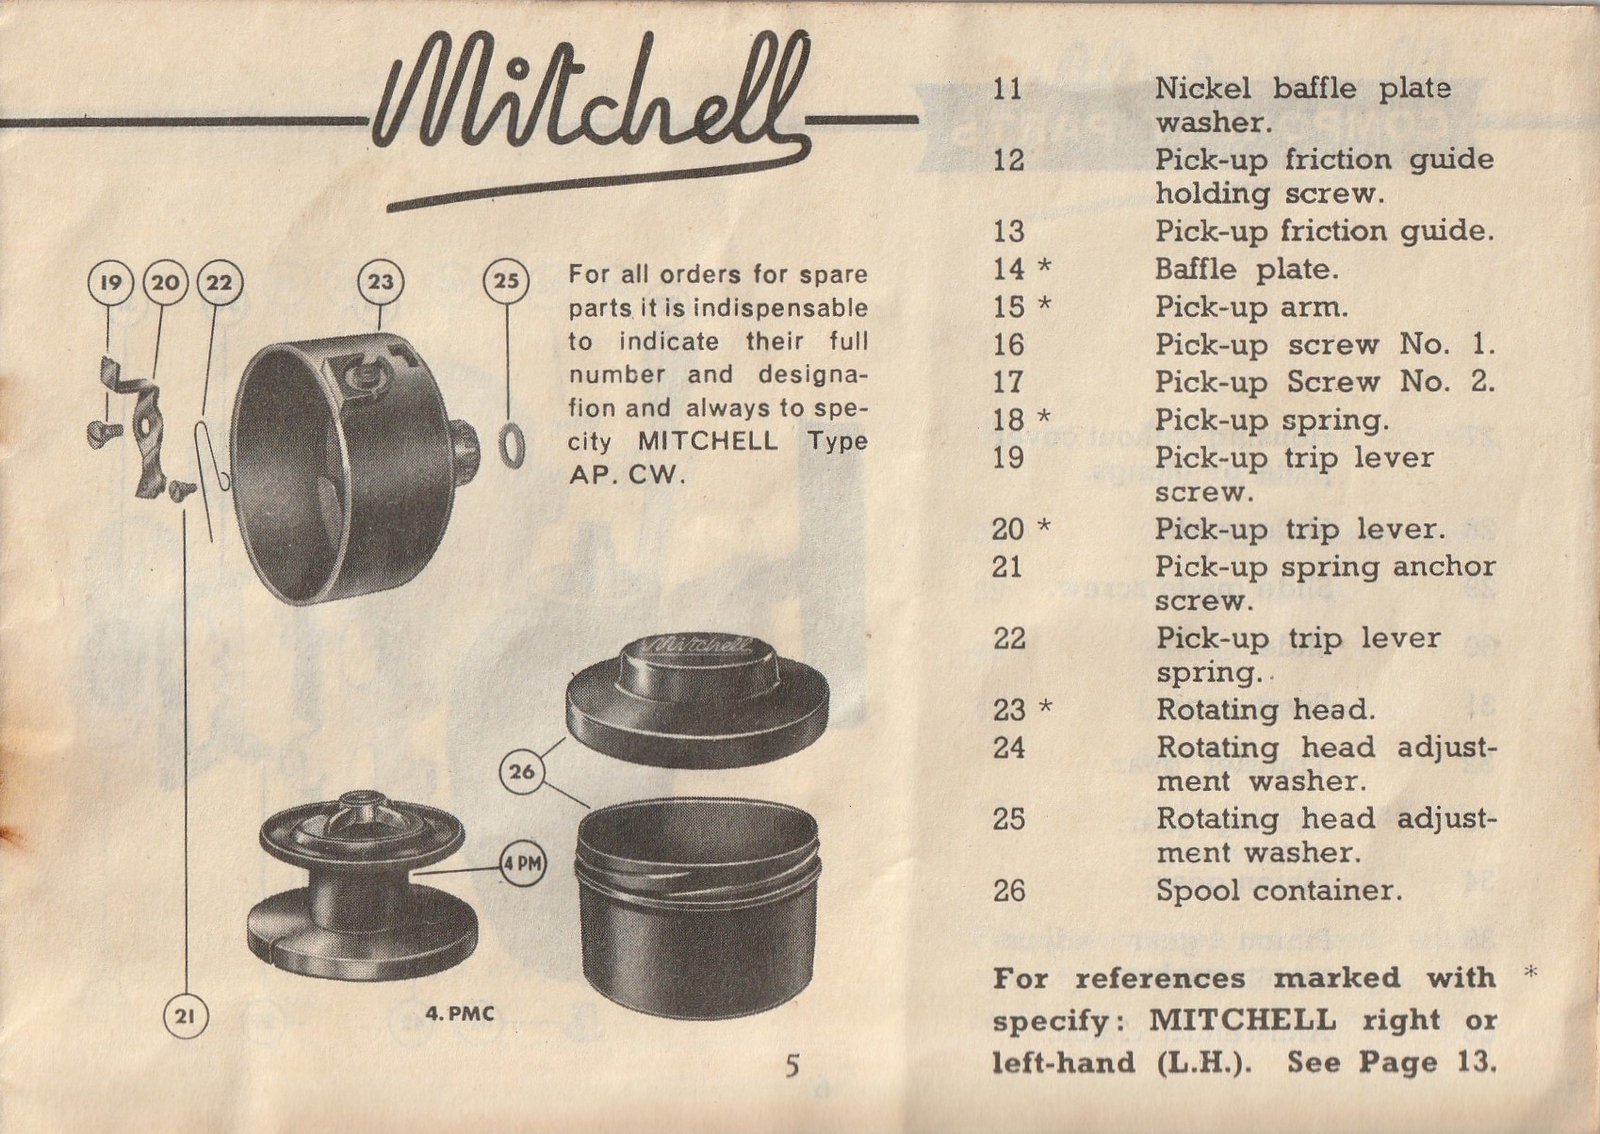 Mitchell
19 20 22 23 25
For all orders for spare
parts it is indispensable
to indicate their full
number and designa-
fion and always to spe-
city MITCHELL Type
AP. CW.
Mitchell
26
4 PM
21
4. PMC
5
11 Nickel baffle plate
washer.
12 Pick-up friction guide
holding screw.
13 Pick-up friction guide.
14 * Baffle plate.
15 * Pick-up arm.
16 Pick-up screw No. 1.
17 Pick-up Screw No. 2.
18 * Pick-up spring.
19 Pick-up trip lever
screw.
20 * Pick-up trip lever.
21 Pick-up spring anchor
screw.
22 Pick-up trip lever
spring.
23 * Rotating head.
24 Rotating head adjust-
ment washer.
25 Rotating head adjust-
ment washer.
26 Spool container.
For references marked with *
specify: MITCHELL right or
left-hand (L.H.). See Page 13.